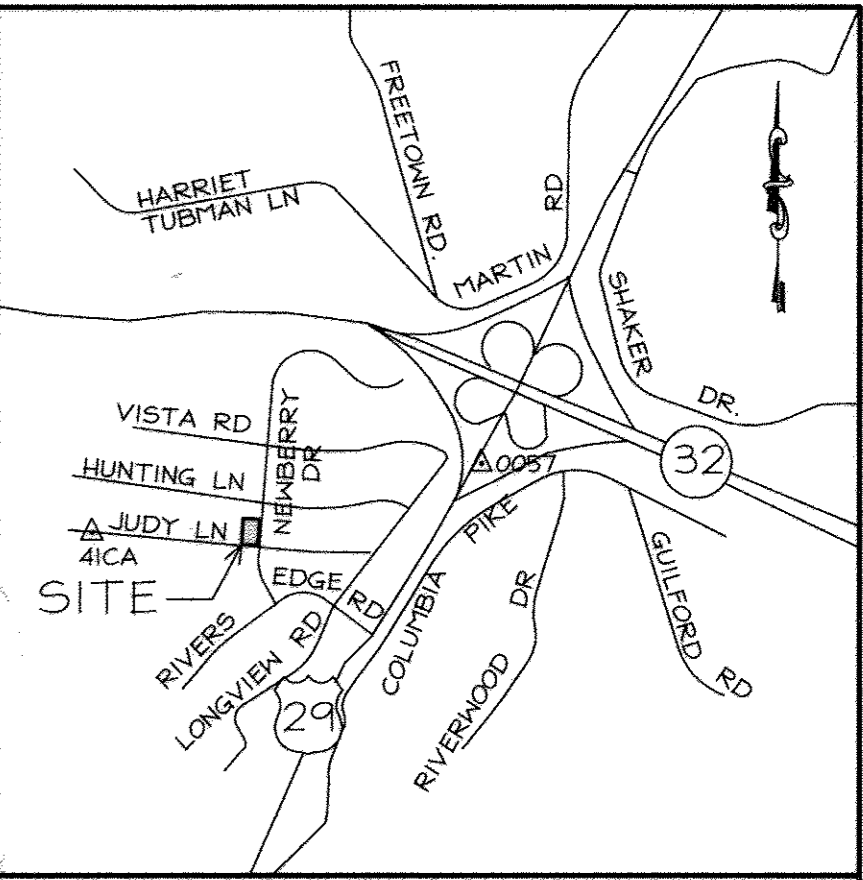 FREETOWN RD.
HARRIET
TUBMAN LN
MARTIN
RD
SHAKER
DR.
VISTA RD
NEWBERRY
DR
HUNTING LN
0057
32
JUDY LN
41CA
SITE
EDGE RD
RIVERS
LONGVIEW RD
29
COLUMBIA
PIKE
RIVERWOOD
DR
GUILFORD
RD